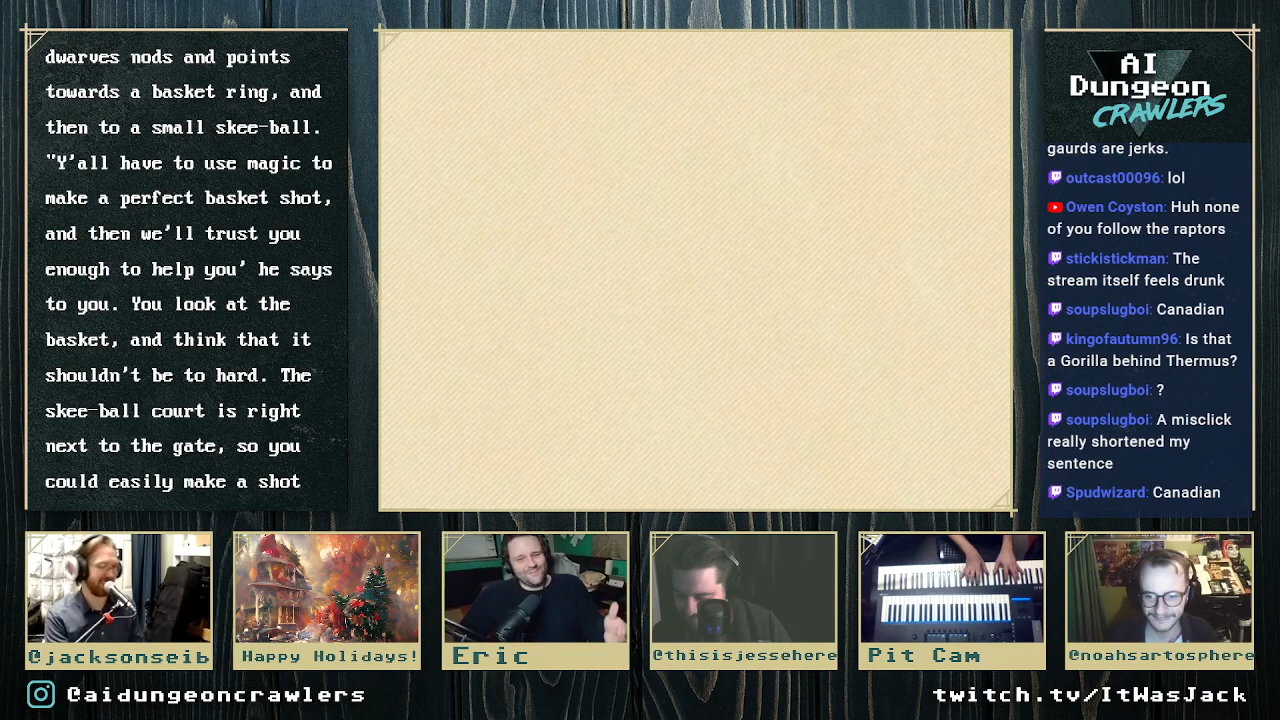 dwarves nods and points
towards a basket ring, and
then to a small skee-ball.
"Y'all have to use magic to
make a perfect basket shot,
and then we'll trust you
enough to help you' he says
to you. You look at the
basket, and think that it
shouldn't be to hard. The
skee-ball court is right
next to the gate, so you
could easily make a shot
AI
Dungeon
CRAWLERS
gaurds are jerks.
outcast00096: lol
Owen Coyston: Huh none
of you follow the raptors
stickistickman: The
stream itself feels drunk
soupslugboi: Canadian
kingofautumn96: Is that
a Gorilla behind Thermus?
soupslugboi: ?
soupslugboi: A misclick
really shortened my
sentence
Spudwizard: Canadian
@jacksonseib
Happy Holidays!
Eric
@thisisjessehere
Pit Cam
@noahsartosphere
@aidungeoncrawlers
twitch.tv/ItWasJack